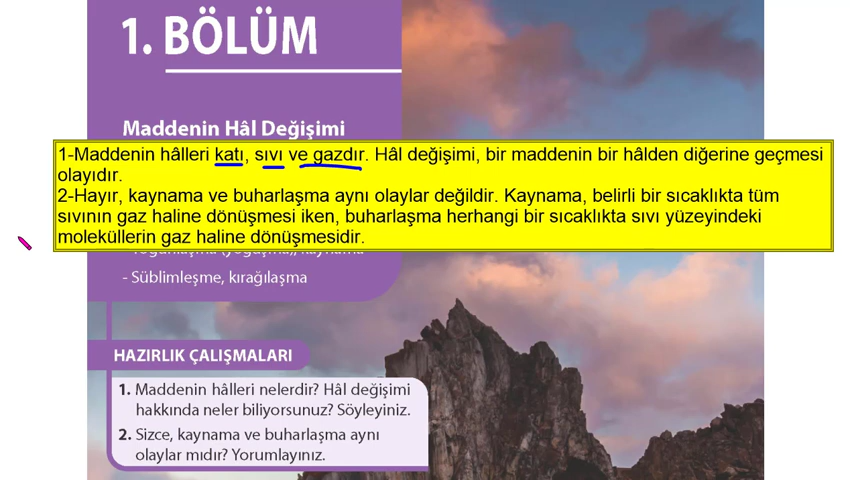 1. BÖLÜM
Maddenin Hâl Değişimi
1-Maddenin hâlleri katı, sıvı ve gazdır. Hâl değişimi, bir maddenin bir hâlden diğerine geçmesi
olayıdır.
2-Hayır, kaynama ve buharlaşma aynı olaylar değildir. Kaynama, belirli bir sıcaklıkta tüm
sıvının gaz haline dönüşmesi iken, buharlaşma herhangi bir sıcaklıkta sıvı yüzeyindeki
moleküllerin gaz haline dönüşmesidir.
- Süblimleşme, kırağılaşma
HAZIRLIK ÇALIŞMALARI
1. Maddenin hâlleri nelerdir? Hâl değişimi
hakkında neler biliyorsunuz? Söyleyiniz.
2. Sizce, kaynama ve buharlaşma aynı
olaylar mıdır? Yorumlayınız.